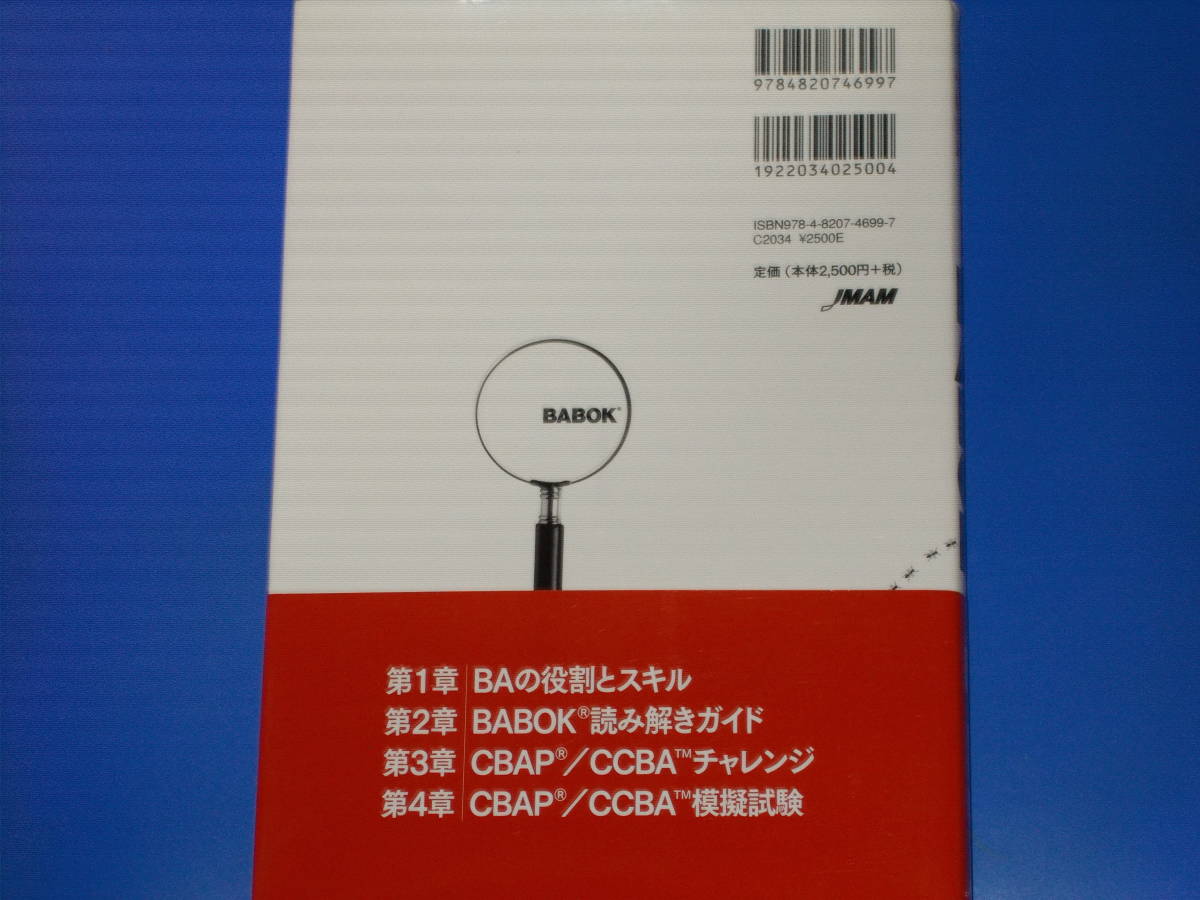 9784820746997
1922034025004
ISBN978-4-8207-4699-7
C2034 ¥2500E
定価（本体2,500円＋税）
JMAM
BABOK®
第1章 BAの役割とスキル
第2章 BABOK®読み解きガイド
第3章 CBAP®／CCBA™チャレンジ
第4章 CBAP®／CCBA™模擬試験